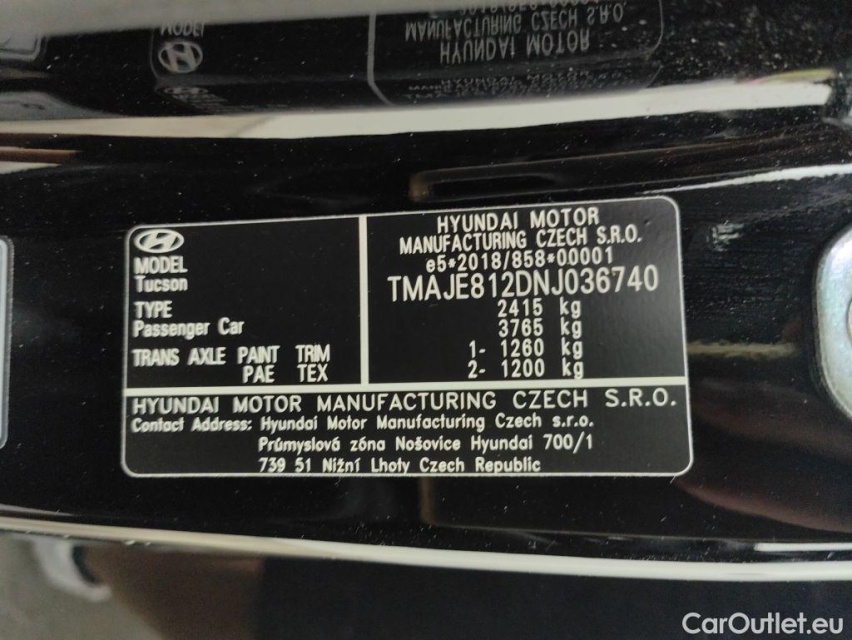 MODEL
Tucson
TYPE
Passenger Car
TRANS AXLE PAINT TRIM
PAE TEX
HYUNDAI MOTOR
MANUFACTURING CZECH S.R.O.
e5*2018/858*00001
TMAJE812DNJ036740
2415 kg
3765 kg
1- 1260 kg
2- 1200 kg
HYUNDAI MOTOR MANUFACTURING CZECH S.R.O.
Contact Address: Hyundai Motor Manufacturing Czech s.r.o.
Průmyslová zóna Nošovice Hyundai 700/1
739 51 Nižní Lhoty Czech Republic
CarOutlet.eu